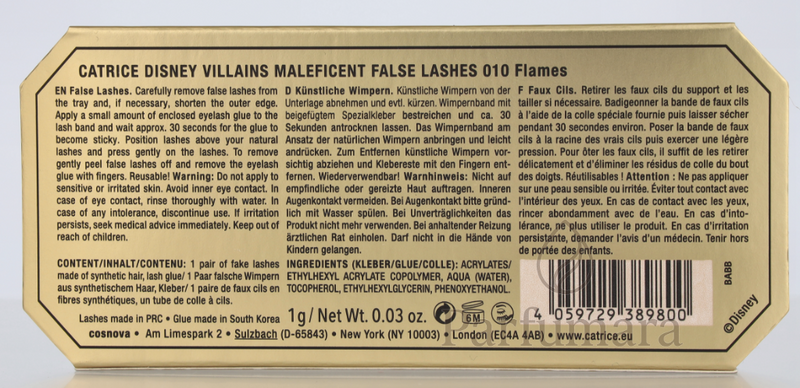 CATRICE DISNEY VILLAINS MALEFICENT FALSE LASHES 010 Flames
EN False Lashes. Carefully remove false lashes from
the tray and, if necessary, shorten the outer edge.
Apply a small amount of enclosed eyelash glue to the
lash band and wait approx. 30 seconds for the glue to
become sticky. Position lashes above your natural
lashes and press gently on the lashes. To remove
gently peel false lashes off and remove the eyelash
glue with fingers. Reusable! Warning: Do not apply to
sensitive or irritated skin. Avoid inner eye contact. In
case of eye contact, rinse thoroughly with water. In
case of any intolerance, discontinue use. If irritation
persists, seek medical advice immediately. Keep out of
reach of children.
D Künstliche Wimpern. Künstliche Wimpern von der
Unterlage abnehmen und evtl. kürzen. Wimpernband mit
beigefügtem Spezialkleber bestreichen und ca. 30
Sekunden antrocknen lassen. Das Wimpernband am
Ansatz der natürlichen Wimpern anbringen und leicht
andrücken. Zum Entfernen künstliche Wimpern vor-
sichtig abziehen und Klebereste mit den Fingern ent-
fernen. Wiederverwendbar! Warnhinweis: Nicht auf
empfindliche oder gereizte Haut auftragen. Inneren
Augenkontakt vermeiden. Bei Augenkontakt bitte gründ-
lich mit Wasser spülen. Bei Unverträglichkeit das
Produkt nicht mehr verwenden. Bei anhaltender Reizung
ärztlichen Rat einholen. Darf nicht in die Hände von
Kindern gelangen.
F Faux Cils. Retirer les faux cils du support et les
tailler si nécessaire. Badigeonner la bande de faux cils
à l'aide de la colle spéciale fournie puis laisser sécher
pendant 30 secondes environ. Poser la bande de faux
cils à la racine des vrais cils puis exercer une légère
pression. Pour ôter les faux cils, il suffit de les retirer
délicatement et d'éliminer les résidus de colle du bout
des doigts. Réutilisables! Attention : Ne pas appliquer
sur une peau sensible ou irritée. Éviter tout contact avec
l'intérieur des yeux. En cas de contact avec les yeux,
rincer abondamment avec de l'eau. En cas d'into-
lérance, ne plus utiliser le produit. En cas d'irritation
persistante, demander l'avis d'un médecin. Tenir hors
de portée des enfants.
CONTENT/INHALT/CONTENU: 1 pair of fake lashes
made of synthetic hair, lash glue/ 1 Paar falsche Wimpern
aus synthetischem Haar, Kleber/ 1 paire de faux cils en
fibres synthétiques, un tube de colle à cils.
INGREDIENTS (KLEBER/GLUE/COLLE): ACRYLATES/
ETHYLHEXYL ACRYLATE COPOLYMER, AQUA (WATER),
TOCOPHEROL, ETHYLHEXYLGLYCERIN, PHENOXYETHANOL.
Lashes made in PRC • Glue made in South Korea
1g/ Net Wt. 0.03 oz.
6M
4 059729 389800
BABB
©Disney
cosnova • Am Limespark 2 • Sulzbach (D-65843) • New York (NY 10003) • London (EC4A 4AB) • www.catrice.eu
Parfumara